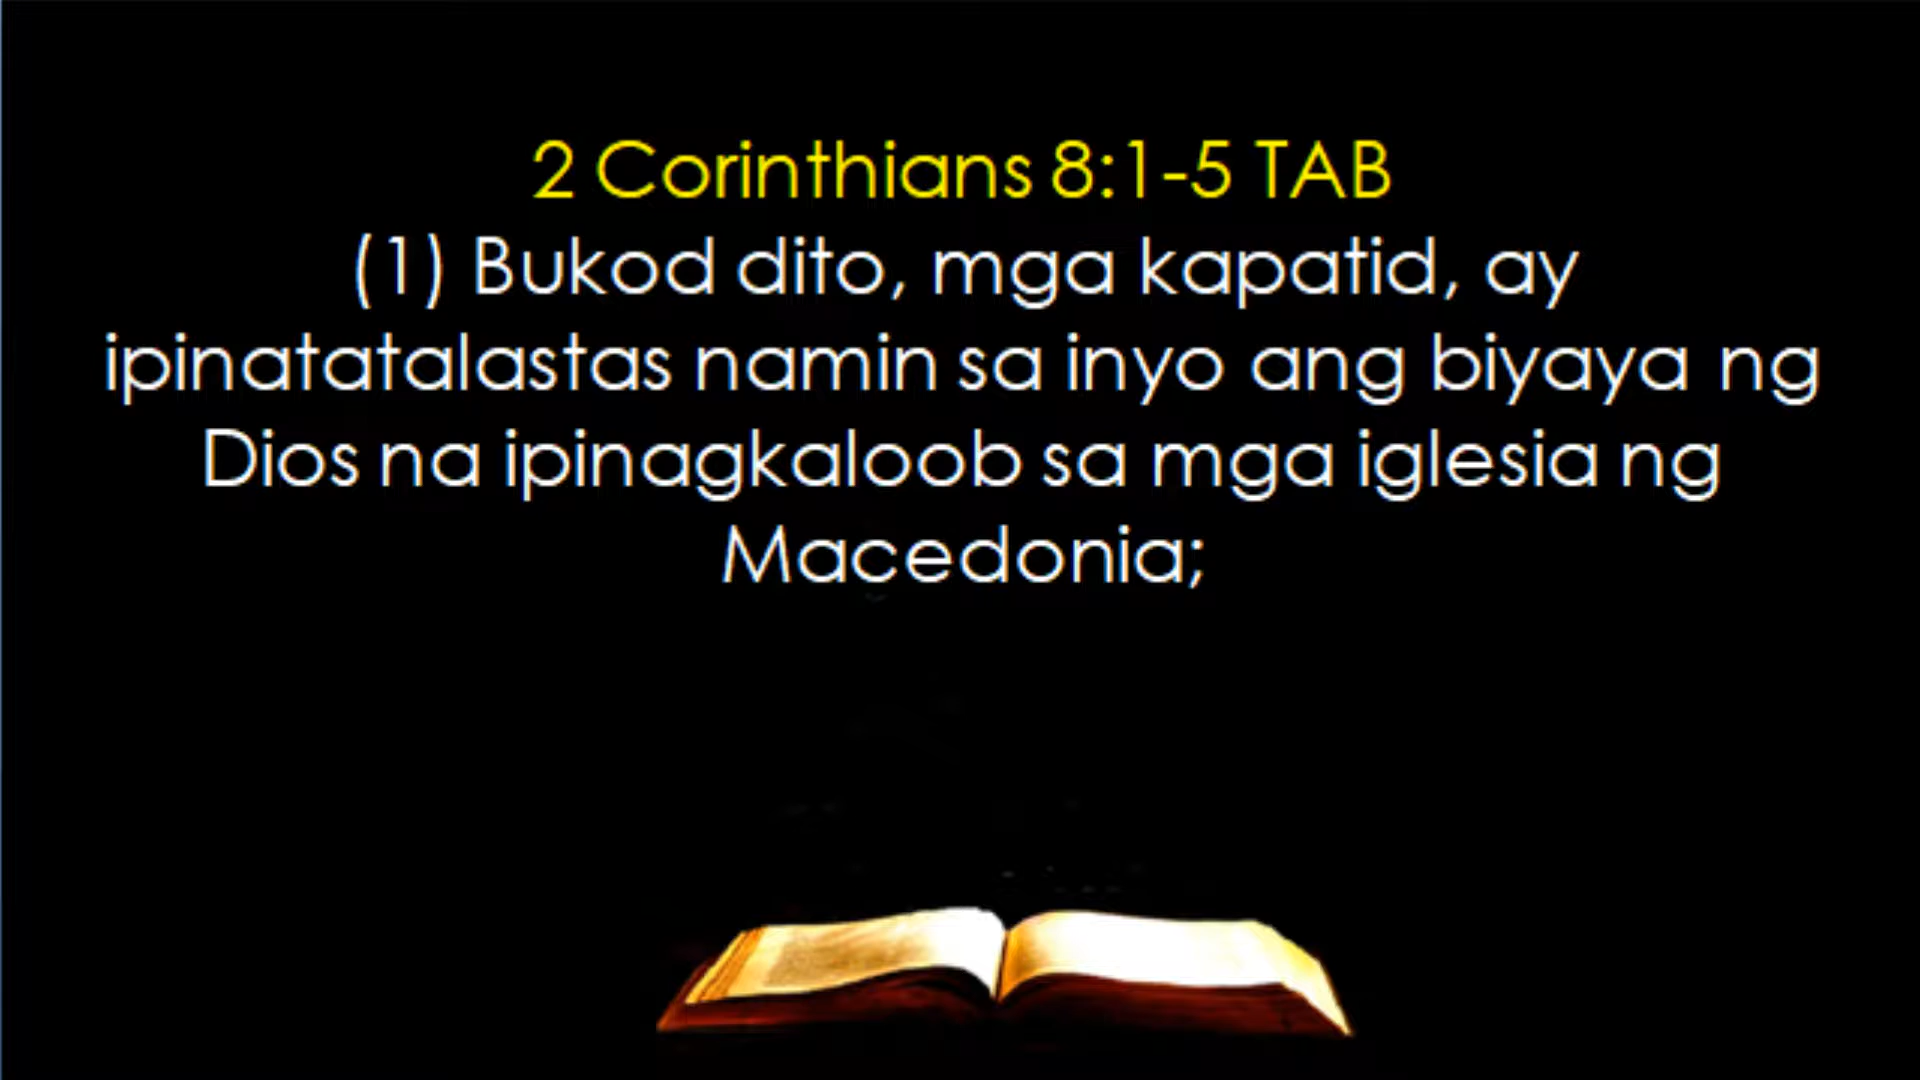 2 Corinthians 8:1-5 TAB
(1) Bukod dito, mga kapatid, ay
ipinatatalastas namin sa inyo ang biyaya ng
Dios na ipinagkaloob sa mga iglesia ng
Macedonia;